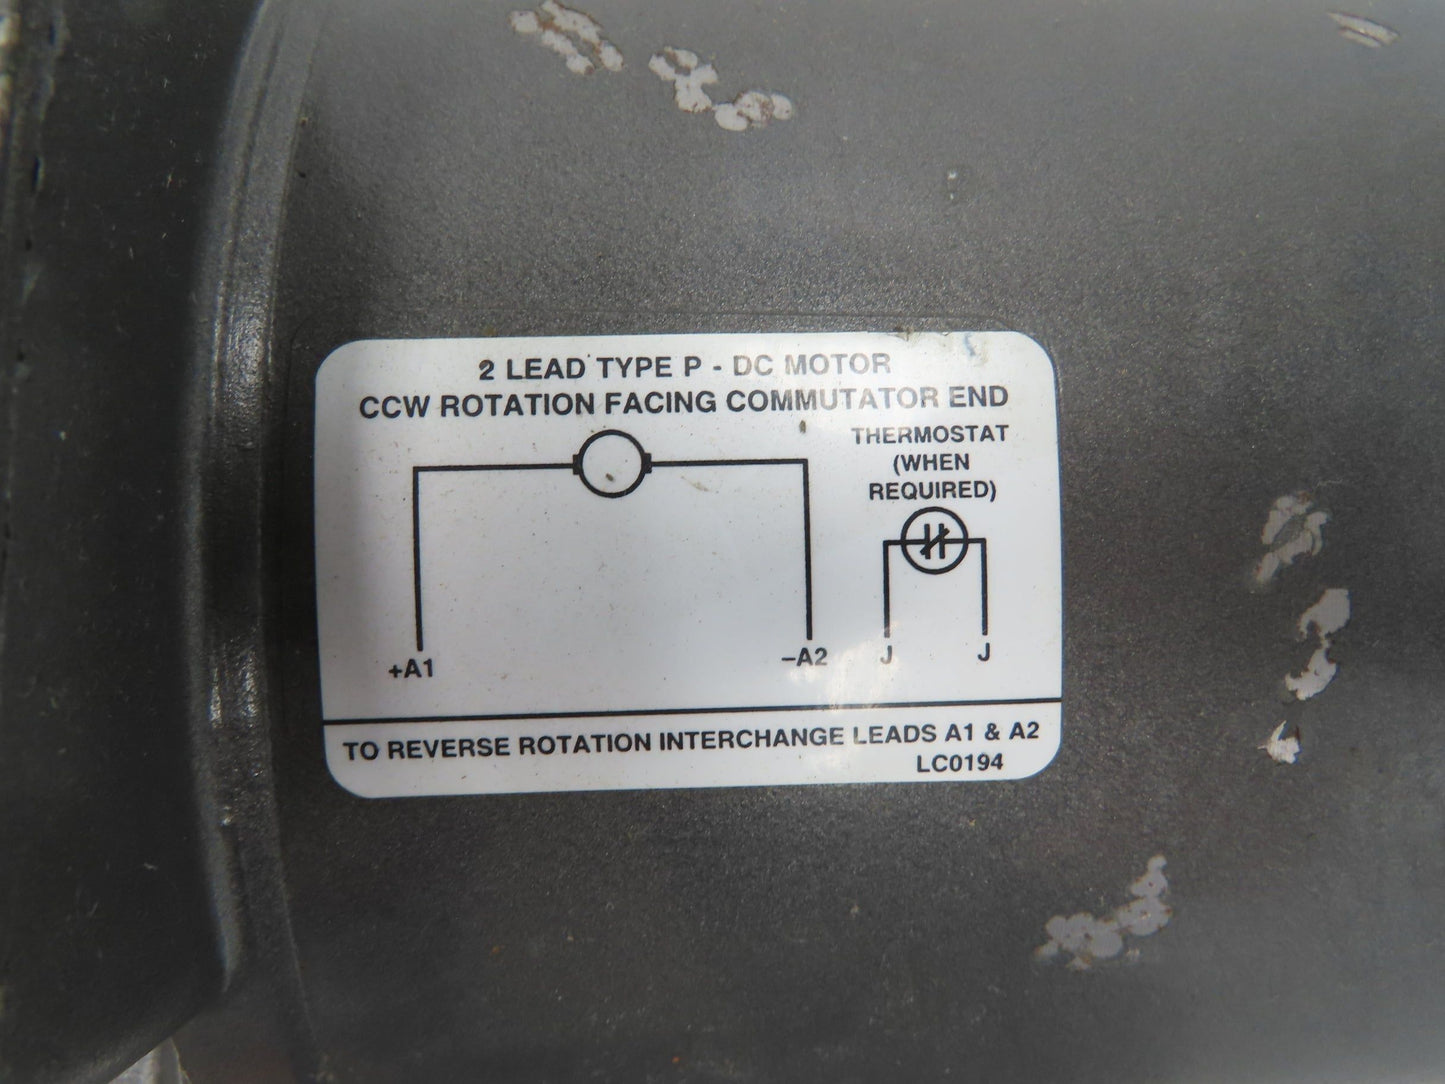 2 LEAD TYPE P - DC MOTOR
CCW ROTATION FACING COMMUTATOR END
THERMOSTAT
(WHEN
REQUIRED)
+A1
–A2
J
J
TO REVERSE ROTATION INTERCHANGE LEADS A1 & A2
LC0194